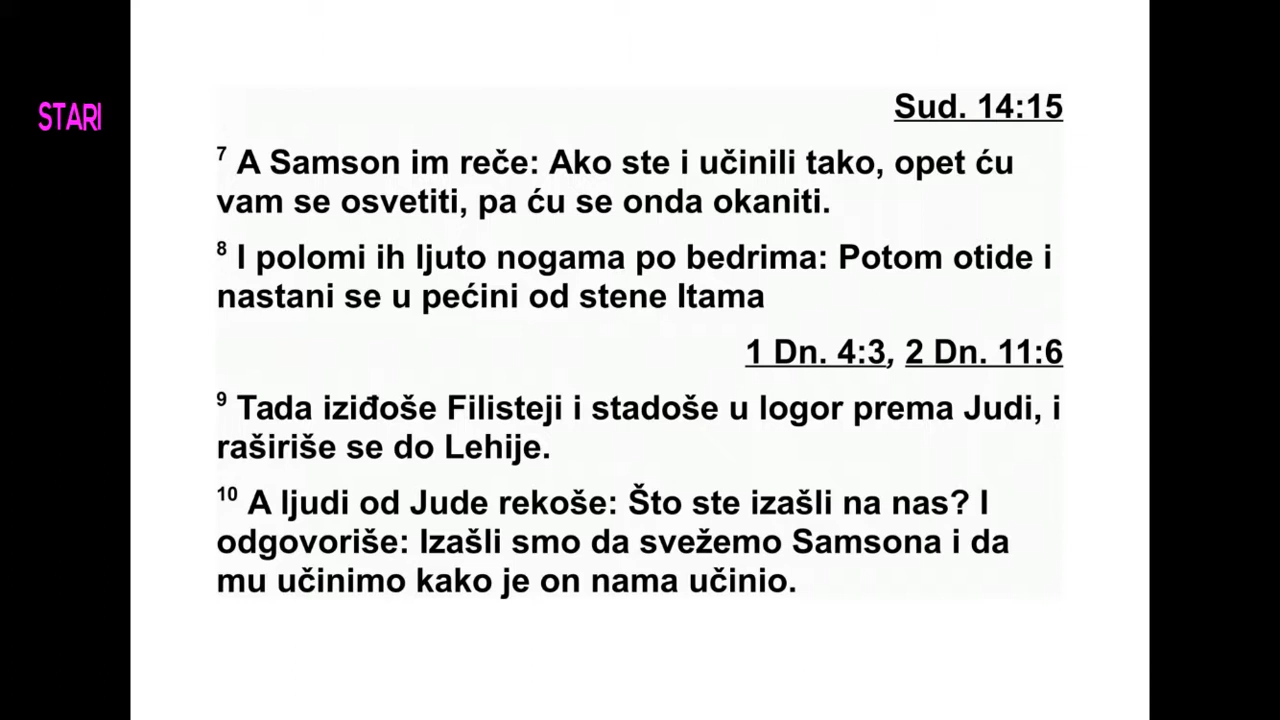 STARI
Sud. 14:15
7 A Samson im reče: Ako ste i učinili tako, opet ću
vam se osvetiti, pa ću se onda okaniti.
8 I polomi ih ljuto nogama po bedrima: Potom otide i
nastani se u pećini od stene Itama
1 Dn. 4:3, 2 Dn. 11:6
9 Tada iziđoše Filisteji i stadoše u logor prema Judi, i
raširiše se do Lehije.
10 A ljudi od Jude rekoše: Što ste izašli na nas? I
odgovoriše: Izašli smo da svežemo Samsona i da
mu učinimo kako je on nama učinio.